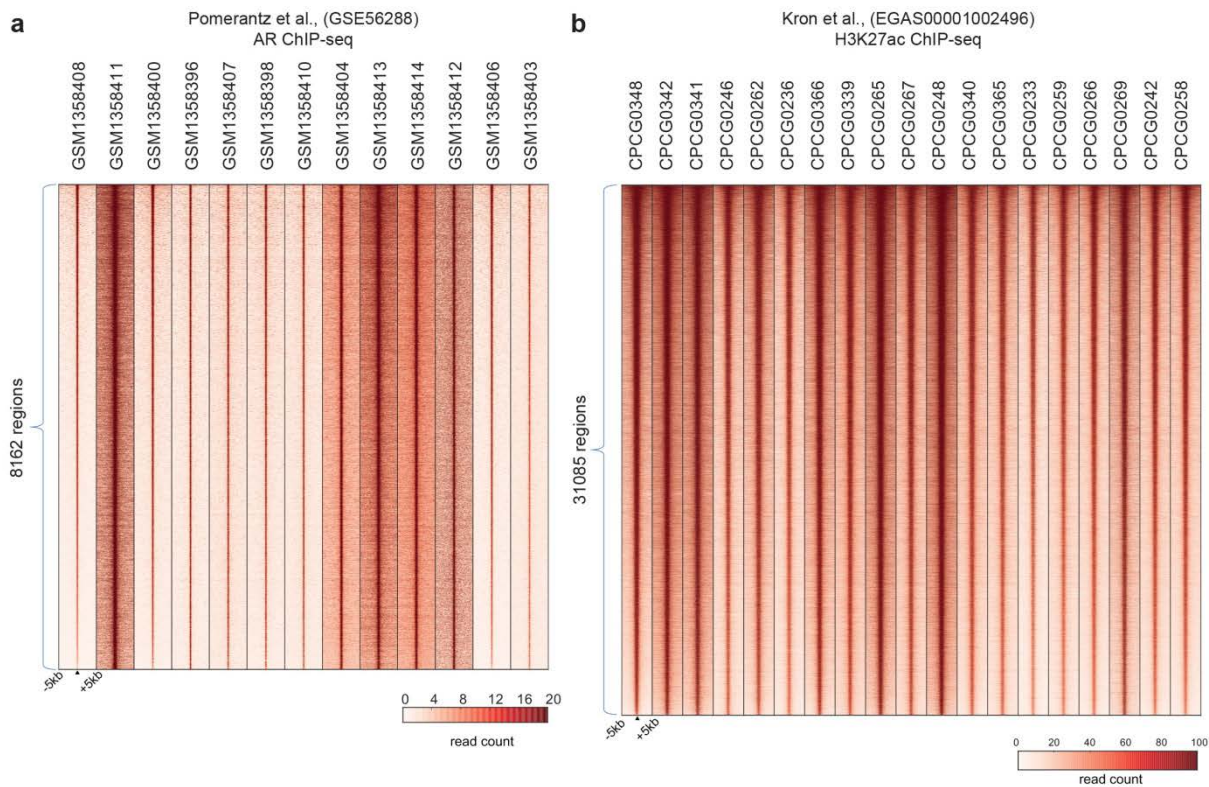 a
Pomerantz et al., (GSE56288)
AR ChIP-seq
GSM1358408
GSM1358411
GSM1358400
GSM1358396
GSM1358407
GSM1358398
GSM1358410
GSM1358404
GSM1358413
GSM1358414
GSM1358412
GSM1358406
GSM1358403
8162 regions
-5kb
+5kb
0 4 8 12 16 20
read count
b
Kron et al., (EGAS00001002496)
H3K27ac ChIP-seq
CPCG0348
CPCG0342
CPCG0341
CPCG0246
CPCG0262
CPCG0236
CPCG0366
CPCG0339
CPCG0265
CPCG0267
CPCG0248
CPCG0340
CPCG0365
CPCG0233
CPCG0259
CPCG0266
CPCG0269
CPCG0242
CPCG0258
31085 regions
-5kb
+5kb
0 20 40 60 80 100
read count